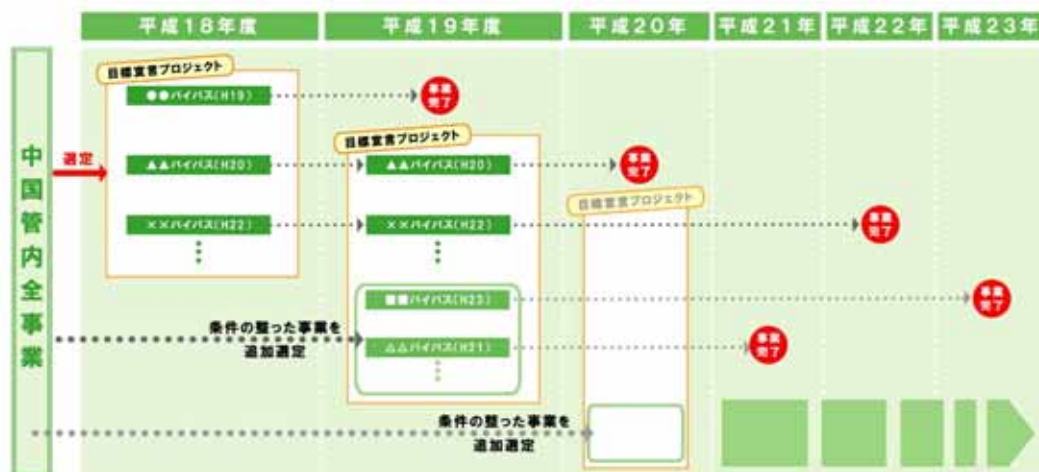 平成18年度
平成19年度
平成20年
平成21年
平成22年
平成23年
中国管内全事業
選定
目標宣言プロジェクト
●●バイパス(H19)
▲▲バイパス(H20)
××バイパス(H22)
目標宣言プロジェクト
▲▲バイパス(H20)
××バイパス(H22)
■■バイパス(H23)
△△バイパス(H21)
目標宣言プロジェクト
事業
完了
事業
完了
事業
完了
事業
完了
事業
完了
条件の整った事業を
追加選定
条件の整った事業を
追加選定